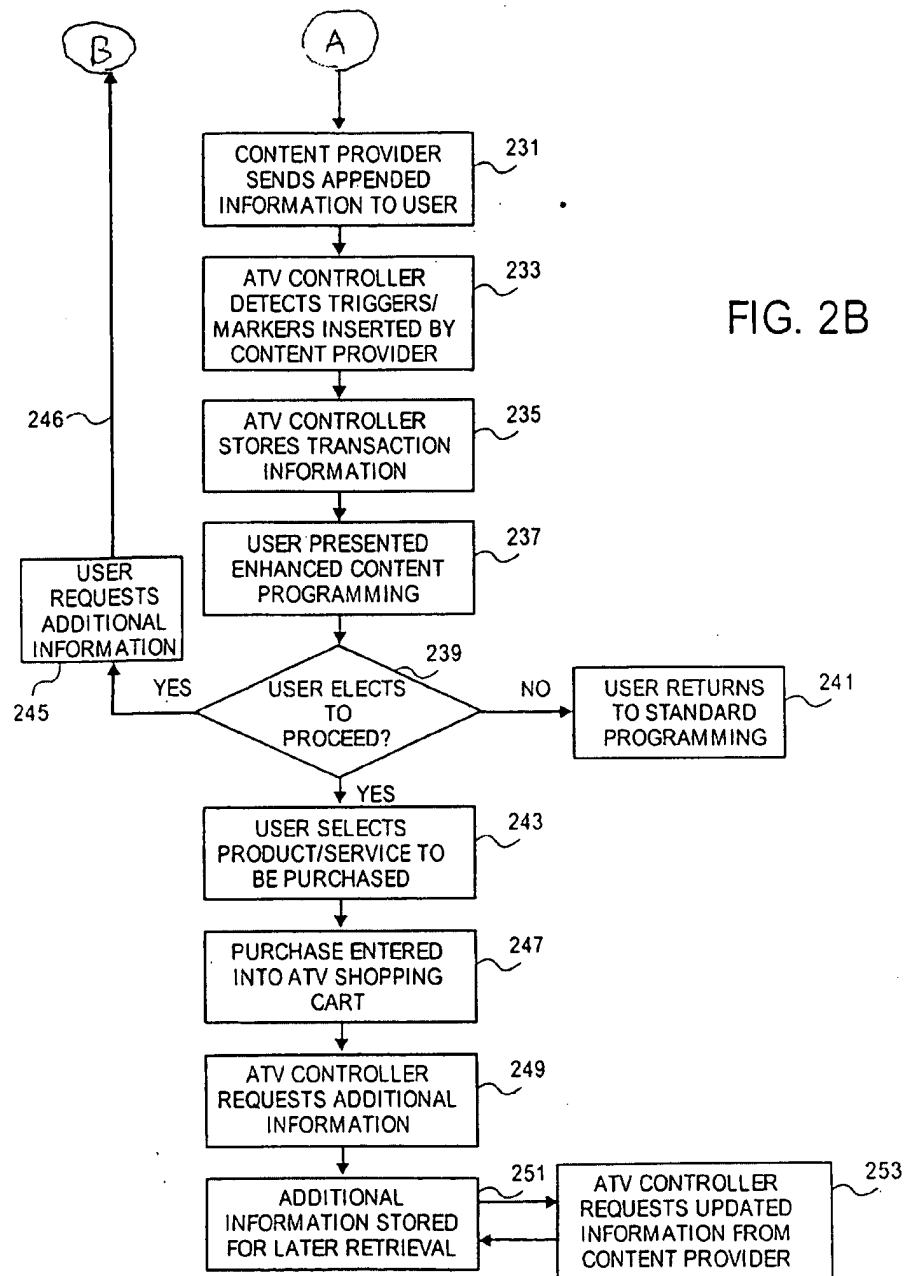 B
A
CONTENT PROVIDER
SENDS APPENDED
INFORMATION TO USER
231
ATV CONTROLLER
DETECTS TRIGGERS/
MARKERS INSERTED BY
CONTENT PROVIDER
233
FIG. 2B
ATV CONTROLLER
STORES TRANSACTION
INFORMATION
235
246
USER PRESENTED
ENHANCED CONTENT
PROGRAMMING
237
USER
REQUESTS
ADDITIONAL
INFORMATION
245
YES
USER ELECTS
TO
PROCEED?
239
NO
USER RETURNS
TO STANDARD
PROGRAMMING
241
YES
USER SELECTS
PRODUCT/SERVICE TO
BE PURCHASED
243
PURCHASE ENTERED
INTO ATV SHOPPING
CART
247
ATV CONTROLLER
REQUESTS ADDITIONAL
INFORMATION
249
ADDITIONAL
INFORMATION STORED
FOR LATER RETRIEVAL
251
ATV CONTROLLER
REQUESTS UPDATED
INFORMATION FROM
CONTENT PROVIDER
253